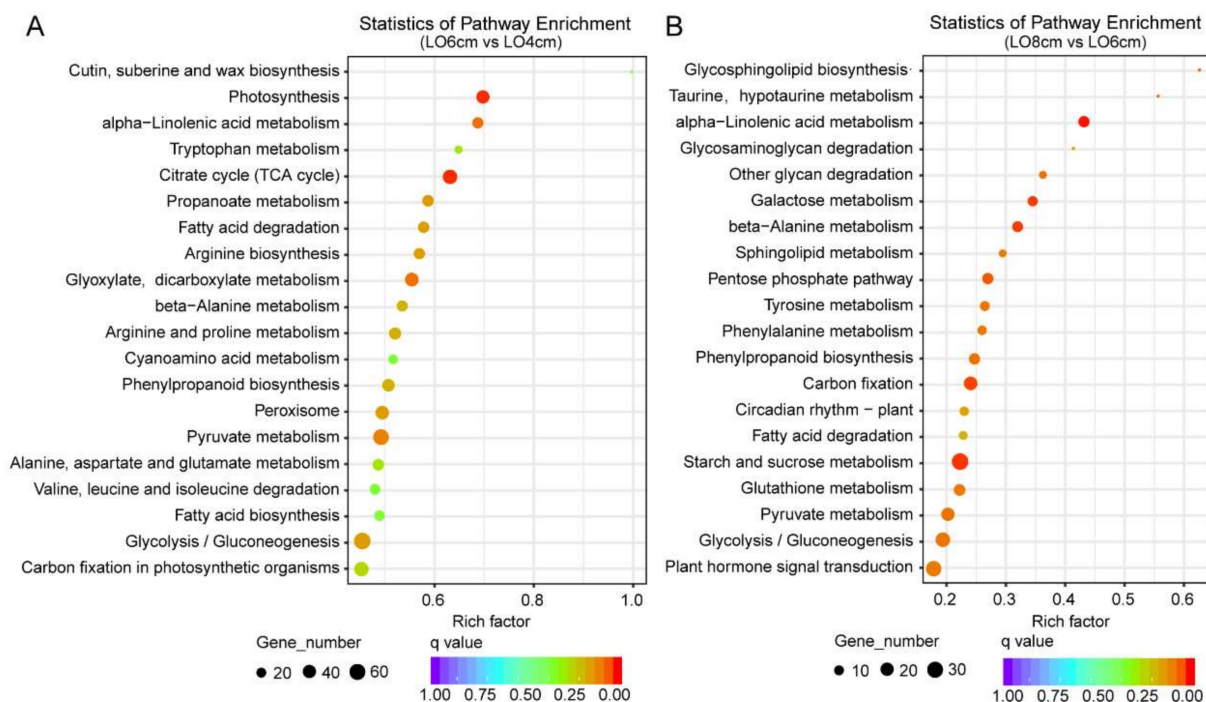 A
Statistics of Pathway Enrichment
(LO6cm vs LO4cm)
Cutin, suberine and wax biosynthesis
Photosynthesis
alpha−Linolenic acid metabolism
Tryptophan metabolism
Citrate cycle (TCA cycle)
Propanoate metabolism
Fatty acid degradation
Arginine biosynthesis
Glyoxylate, dicarboxylate metabolism
beta−Alanine metabolism
Arginine and proline metabolism
Cyanoamino acid metabolism
Phenylpropanoid biosynthesis
Peroxisome
Pyruvate metabolism
Alanine, aspartate and glutamate metabolism
Valine, leucine and isoleucine degradation
Fatty acid biosynthesis
Glycolysis / Gluconeogenesis
Carbon fixation in photosynthetic organisms
0.6 0.8 1.0
Rich factor
Gene_number
20 40 60
q value
1.00 0.75 0.50 0.25 0.00
B
Statistics of Pathway Enrichment
(LO8cm vs LO6cm)
Glycosphingolipid biosynthesis
Taurine, hypotaurine metabolism
alpha−Linolenic acid metabolism
Glycosaminoglycan degradation
Other glycan degradation
Galactose metabolism
beta−Alanine metabolism
Sphingolipid metabolism
Pentose phosphate pathway
Tyrosine metabolism
Phenylalanine metabolism
Phenylpropanoid biosynthesis
Carbon fixation
Circadian rhythm − plant
Fatty acid degradation
Starch and sucrose metabolism
Glutathione metabolism
Pyruvate metabolism
Glycolysis / Gluconeogenesis
Plant hormone signal transduction
0.2 0.3 0.4 0.5 0.6
Rich factor
Gene_number
10 20 30
q value
1.00 0.75 0.50 0.25 0.00